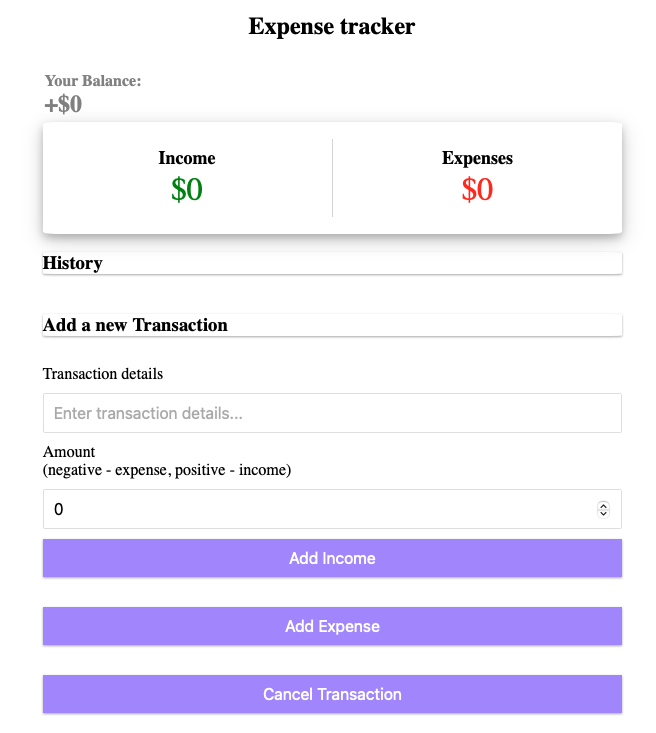 Expense tracker
Your Balance:
+$0
Income
Expenses
$0
$0
History
Add a new Transaction
Transaction details
Enter transaction details...
Amount
(negative - expense, positive - income)
0
Add Income
Add Expense
Cancel Transaction